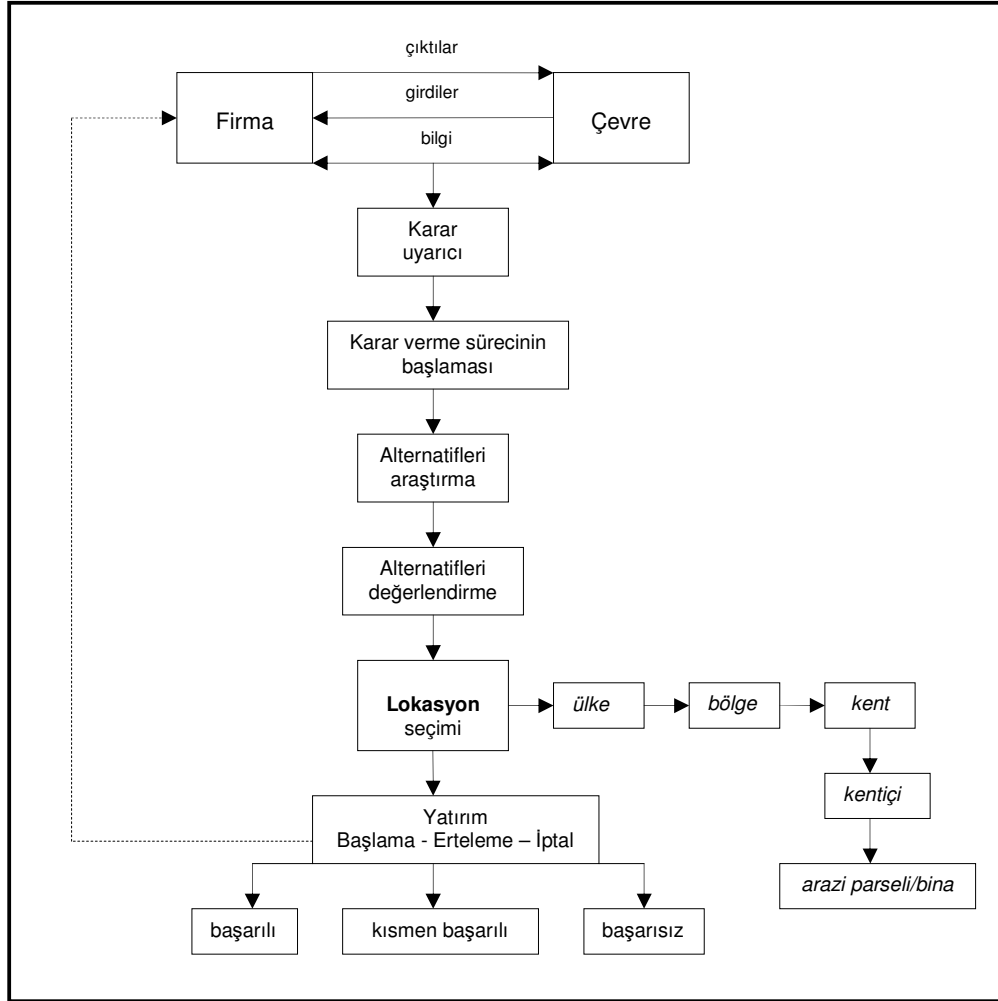 çıktılar
girdiler
Firma
Çevre
bilgi
Karar
uyarıcı
Karar verme sürecinin
başlaması
Alternatifleri
araştırma
Alternatifleri
değerlendirme
Lokasyon
seçimi
ülke
bölge
kent
kentiçi
arazi parseli/bina
Yatırım
Başlama - Erteleme – İptal
başarılı
kısmen başarılı
başarısız